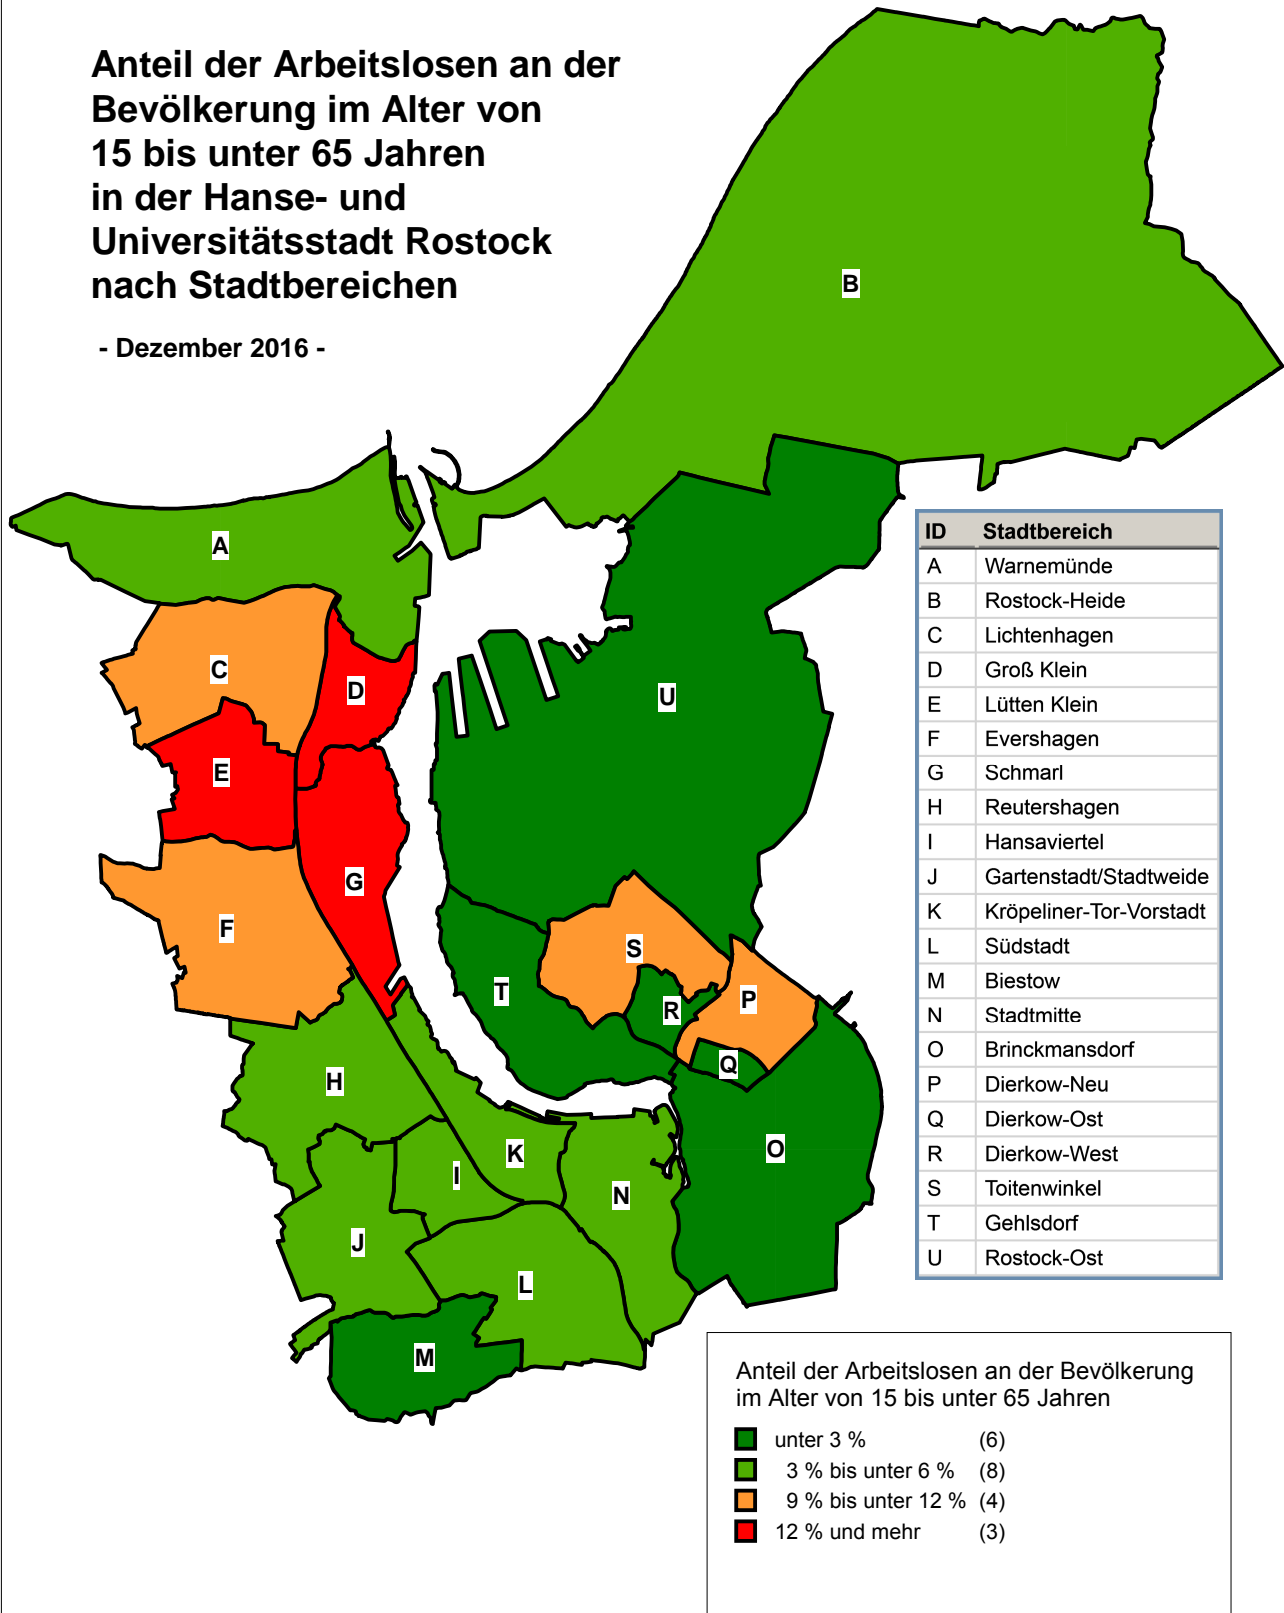 Anteil der Arbeitslosen an der
Bevölkerung im Alter von
15 bis unter 65 Jahren
in der Hanse- und
Universitätsstadt Rostock
nach Stadtbereichen
- Dezember 2016 -
B
A
C
D
U
E
G
F
S
T
R
P
Q
H
K
I
O
N
J
L
M
ID Stadtbereich
A Warnemünde
B Rostock-Heide
C Lichtenhagen
D Groß Klein
E Lütten Klein
F Evershagen
G Schmarl
H Reutershagen
I Hansaviertel
J Gartenstadt/Stadtweide
K Kröpeliner-Tor-Vorstadt
L Südstadt
M Biestow
N Stadtmitte
O Brinckmansdorf
P Dierkow-Neu
Q Dierkow-Ost
R Dierkow-West
S Toitenwinkel
T Gehlsdorf
U Rostock-Ost
Anteil der Arbeitslosen an der Bevölkerung
im Alter von 15 bis unter 65 Jahren
unter 3 % (6)
3 % bis unter 6 % (8)
9 % bis unter 12 % (4)
12 % und mehr (3)